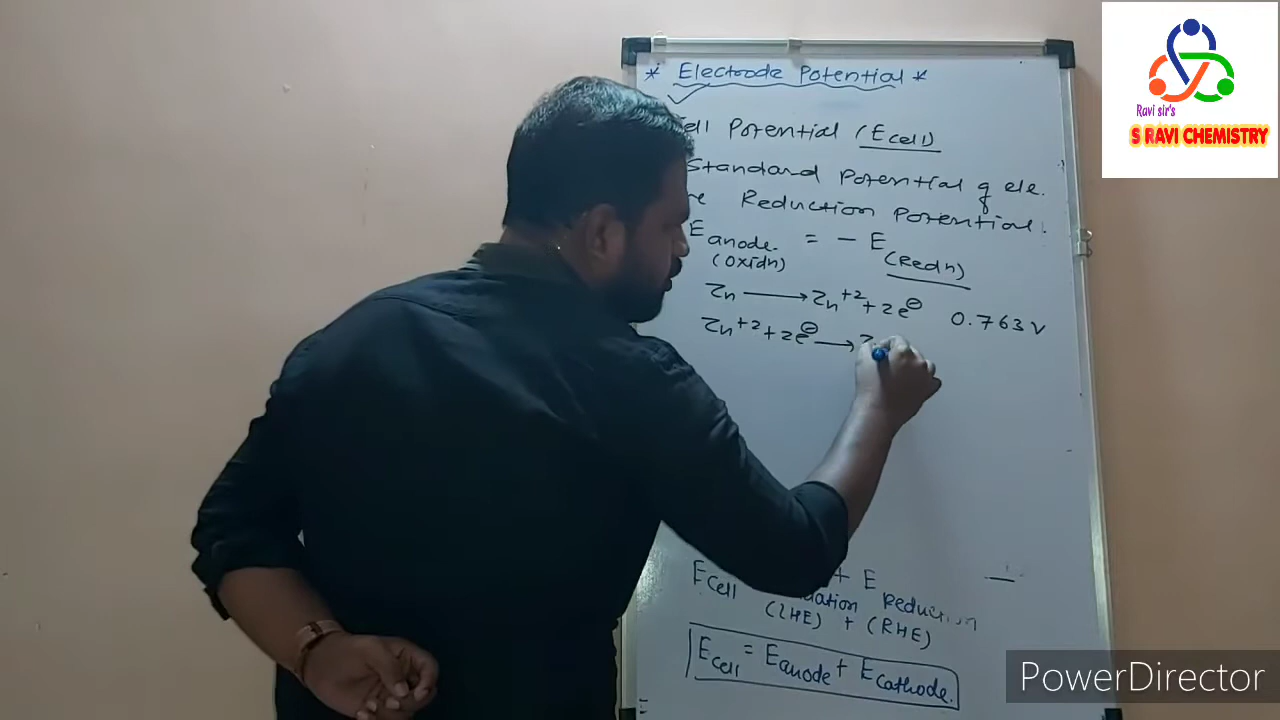 * Electrode Potential *
Potential (Ecell)
Standard Potential of ele.
Reduction Potential.
E anode = - E
(Oxidn) (Redn)
Zn → Zn+2 + 2e⊖ 0.763 V
Zn+2 + 2e⊖ →
Ecell + E Reduction
(LHE) + (RHE)
Ecell = Eanode + Ecathode.
Ravi sir's
S RAVI CHEMISTRY
PowerDirector